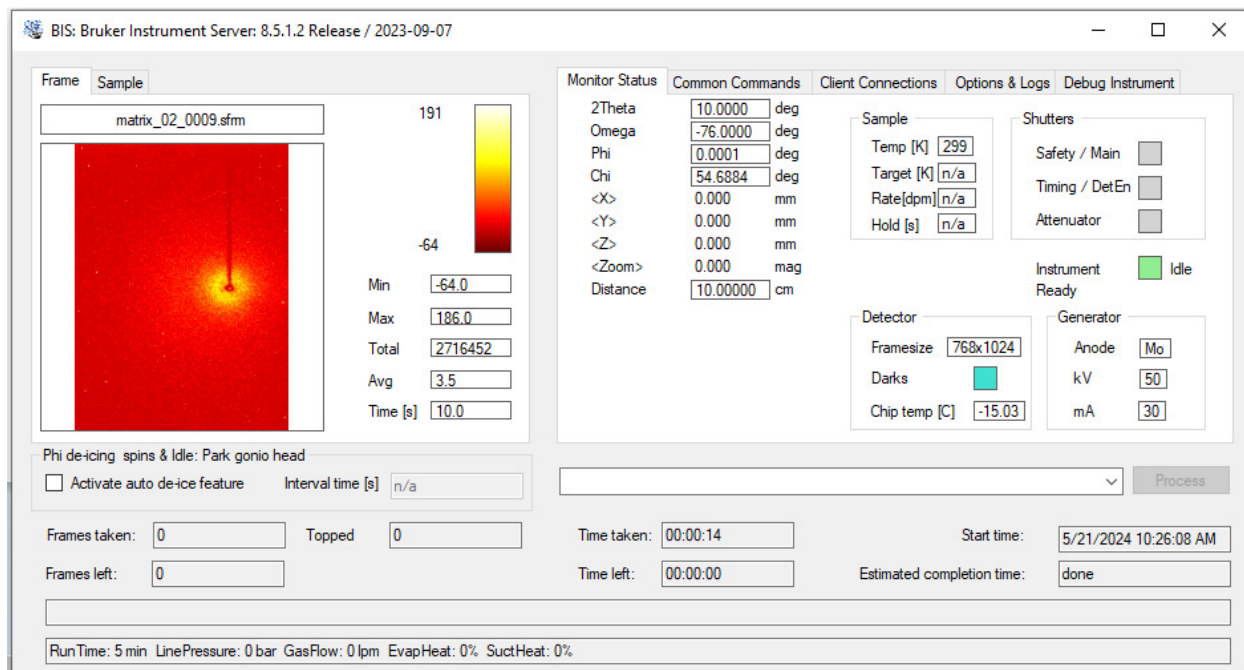 BIS: Bruker Instrument Server: 8.5.1.2 Release / 2023-09-07
Frame Sample
matrix_02_0009.sfrm
191
-64
Min -64.0
Max 186.0
Total 2716452
Avg 3.5
Time [s] 10.0
Monitor Status Common Commands Client Connections Options & Logs Debug Instrument
2Theta 10.0000 deg
Omega -76.0000 deg
Phi 0.0001 deg
Chi 54.6884 deg
<X> 0.000 mm
<Y> 0.000 mm
<Z> 0.000 mm
<Zoom> 0.000 mag
Distance 10.00000 cm
Sample
Temp [K] 299
Target [K] n/a
Rate[dpm] n/a
Hold [s] n/a
Shutters
Safety / Main
Timing / DetEn
Attenuator
Instrument Idle
Ready
Detector
Framesize 768x1024
Darks
Chip temp [C] -15.03
Generator
Anode Mo
kV 50
mA 30
Phi de-icing spins & Idle: Park gonio head
Activate auto de-ice feature Interval time [s] n/a
Process
Frames taken: 0 Topped 0 Time taken: 00:00:14 Start time: 5/21/2024 10:26:08 AM
Frames left: 0 Time left: 00:00:00 Estimated completion time: done
RunTime: 5 min LinePressure: 0 bar GasFlow: 0 lpm EvapHeat: 0% SuctHeat: 0%